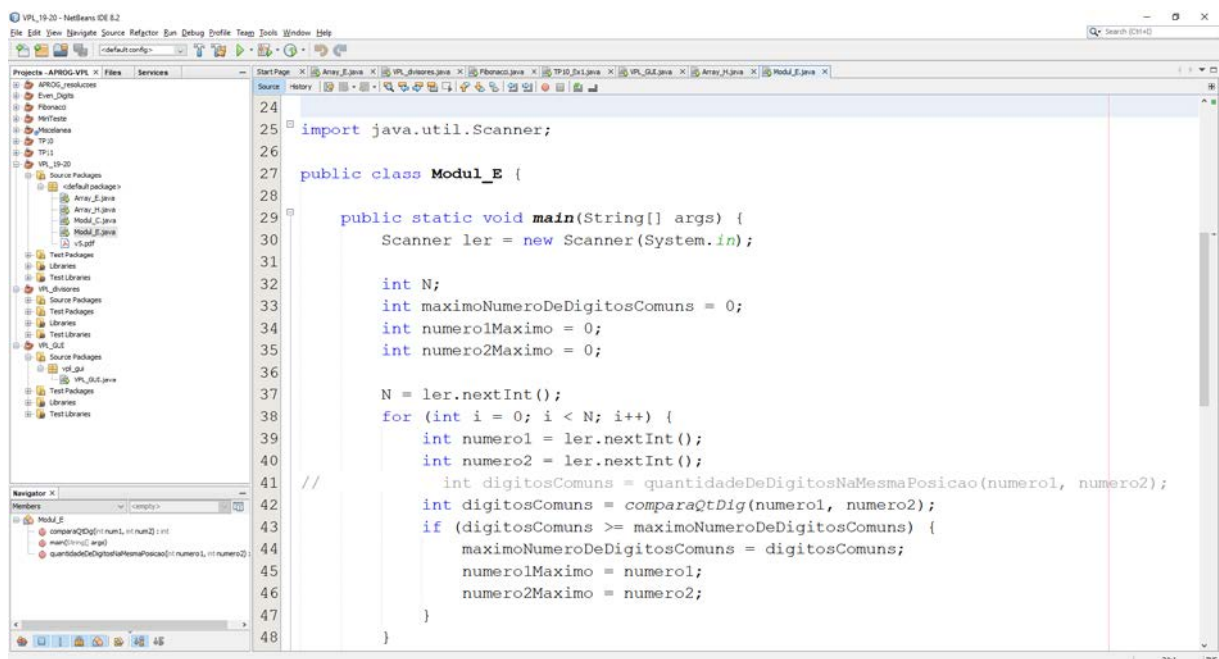 VPL_19-20 - NetBeans IDE 8.2
File Edit View Navigate Source Refactor Run Debug Profile Team Tools Window Help
Search (Ctrl+I)
<default config>
Projects -APROG-VPL × Files Services
Start Page × Array_E.java × VPL_divisores.java × Fibonacci.java × TP10_Ex1.java × VPL_GUI.java × Array_H.java × Modul_E.java ×
Source History
APROG_resolucoes
Even_Digits
Fibonacci
MiniTeste
Miscelanea
TP10
TP11
VPL_19-20
Source Packages
<default package>
Array_E.java
Array_H.java
Modul_C.java
Modul_E.java
v5.pdf
Test Packages
Libraries
Test Libraries
VPL_divisores
Source Packages
Test Packages
Libraries
Test Libraries
VPL_GUI
Source Packages
vpl_gui
VPL_GUI.java
Test Packages
Libraries
Test Libraries
Navigator ×
Members <empty>
Modul_E
comparaQtDig(int num1, int num2) : int
main(String[] args)
quantidadeDeDigitosNaMesmaPosicao(int numero1, int numero2) :
24
25 import java.util.Scanner;
26
27 public class Modul_E {
28
29 public static void main(String[] args) {
30 Scanner ler = new Scanner(System.in);
31
32 int N;
33 int maximoNumeroDeDigitosComuns = 0;
34 int numero1Maximo = 0;
35 int numero2Maximo = 0;
36
37 N = ler.nextInt();
38 for (int i = 0; i < N; i++) {
39 int numero1 = ler.nextInt();
40 int numero2 = ler.nextInt();
41 // int digitosComuns = quantidadeDeDigitosNaMesmaPosicao(numero1, numero2);
42 int digitosComuns = comparaQtDig(numero1, numero2);
43 if (digitosComuns >= maximoNumeroDeDigitosComuns) {
44 maximoNumeroDeDigitosComuns = digitosComuns;
45 numero1Maximo = numero1;
46 numero2Maximo = numero2;
47 }
48 }